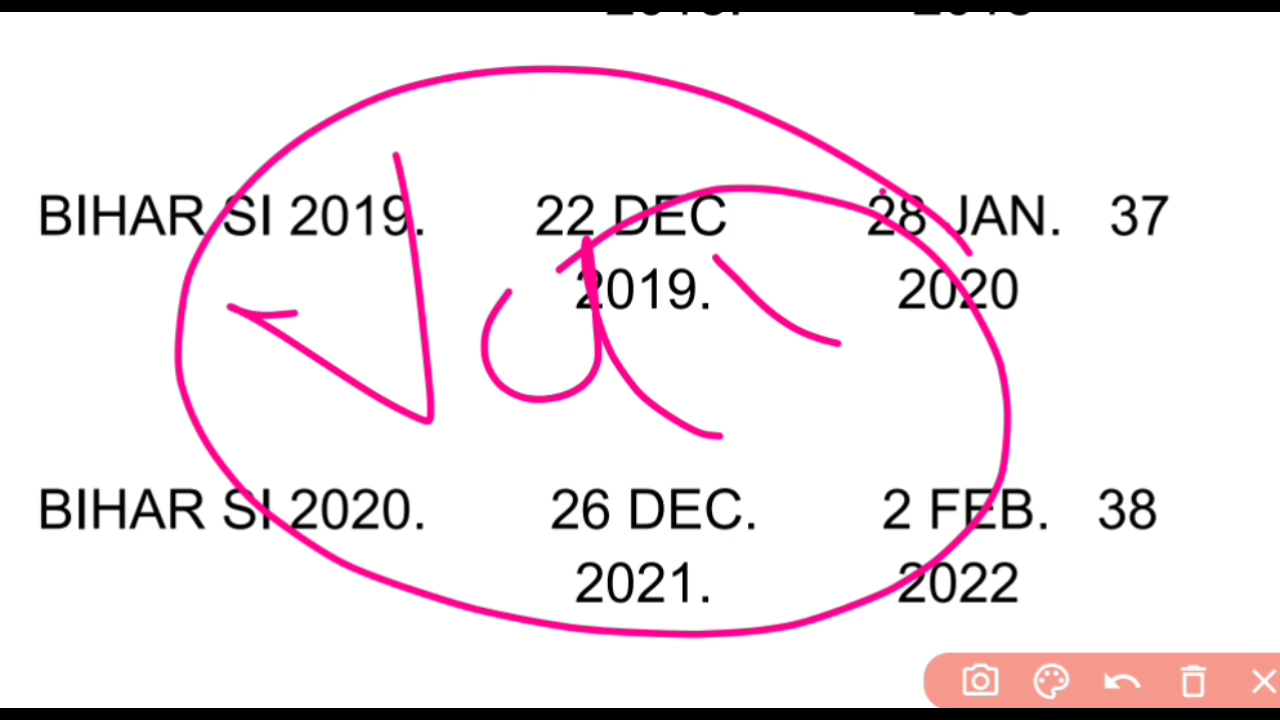 BIHAR SI 2019. 22 DEC 28 JAN. 37
2019. 2020
BIHAR SI 2020. 26 DEC. 2 FEB. 38
2021. 2022